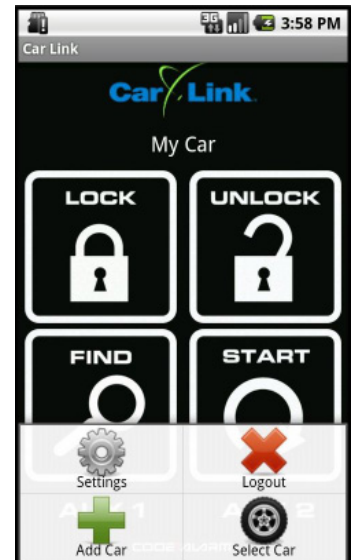 3G 3:58 PM
Car Link
Car Link
My Car
LOCK UNLOCK
FIND START
Settings Logout
Add Car Select Car